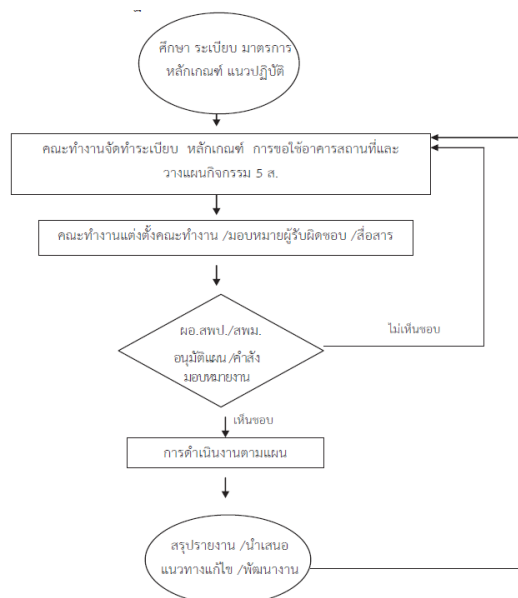 ศึกษา ระเบียบ มาตรการ
หลักเกณฑ์ แนวปฏิบัติ
คณะทำงานจัดทำระเบียบ หลักเกณฑ์ การขอใช้อาคารสถานที่และ
วางแผนกิจกรรม 5 ส.
คณะทำงานแต่งตั้งคณะทำงาน /มอบหมายผู้รับผิดชอบ /สื่อสาร
ผอ.สพป./สพม.
อนุมัติแผน /คำสั่ง
มอบหมายงาน
ไม่เห็นชอบ
เห็นชอบ
การดำเนินงานตามแผน
สรุปรายงาน /นำเสนอ
แนวทางแก้ไข /พัฒนางาน